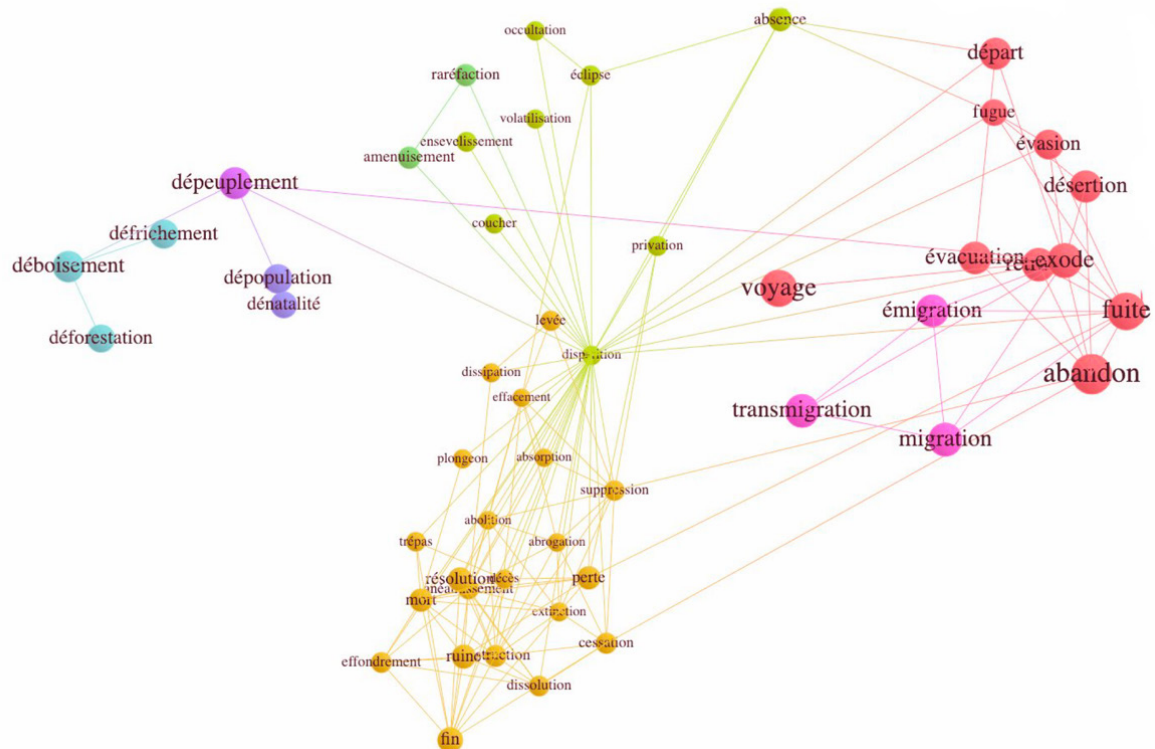 occultation
absence
raréfaction
éclipse
départ
volatilisation
fugue
ensevelissement
évasion
amenuisement
dépeuplement
désertion
coucher
défrichement
privation
déboisement
évacuation
exode
dépopulation
voyage
dénatalité
émigration
fuite
levée
déforestation
disparition
dissipation
abandon
effacement
transmigration
migration
plongeon
absorption
suppression
abolition
trépas
abrogation
résolution
décès
perte
mort
extinction
cessation
effondrement
ruine
dissolution
fin